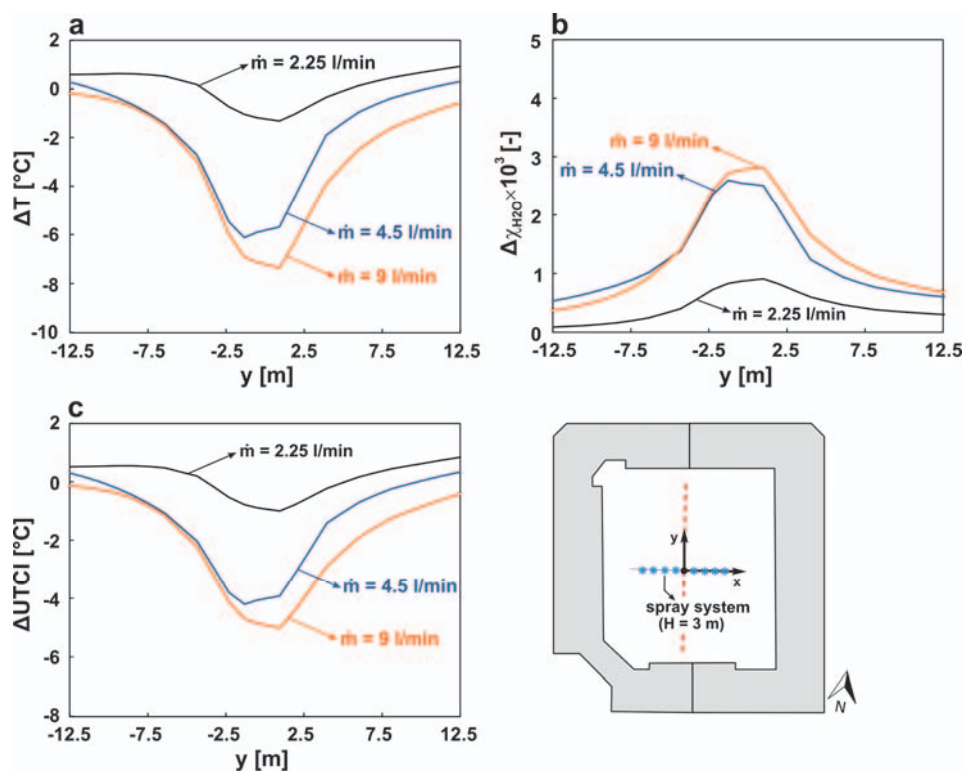 a
2
0
-2
-4
-6
-8
-10
ΔT [°C]
ṁ = 2.25 l/min
ṁ = 4.5 l/min
ṁ = 9 l/min
-12.5 -7.5 -2.5 2.5 7.5 12.5
y [m]
b
5
4
3
2
1
0
Δχ_H2O×10³ [-]
ṁ = 9 l/min
ṁ = 4.5 l/min
ṁ = 2.25 l/min
-12.5 -7.5 -2.5 2.5 7.5 12.5
y [m]
c
2
0
-2
-4
-6
-8
ΔUTCI [°C]
ṁ = 2.25 l/min
ṁ = 4.5 l/min
ṁ = 9 l/min
-12.5 -7.5 -2.5 2.5 7.5 12.5
y [m]
y
x
spray system
(H = 3 m)
N